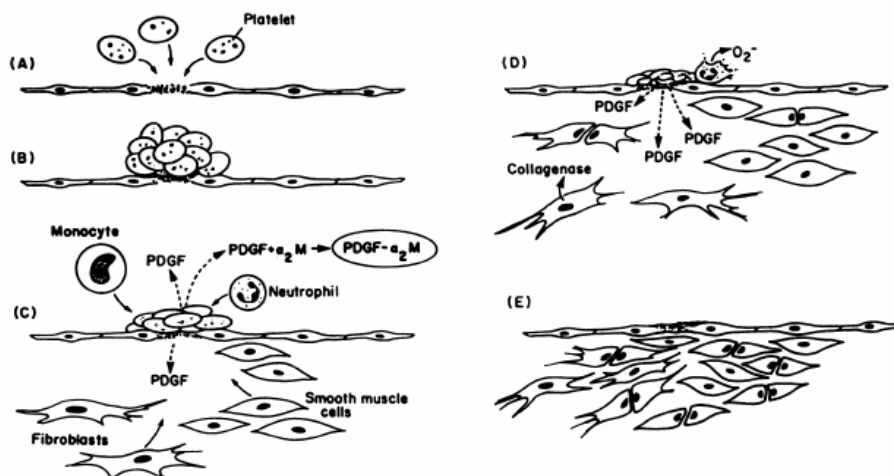 Platelet
(A)
(B)
Monocyte
PDGF
PDGF+α₂M
PDGF-α₂M
Neutrophil
(C)
PDGF
Smooth muscle
cells
Fibroblasts
(D)
O₂⁻
PDGF
PDGF
PDGF
Collagenase
(E)